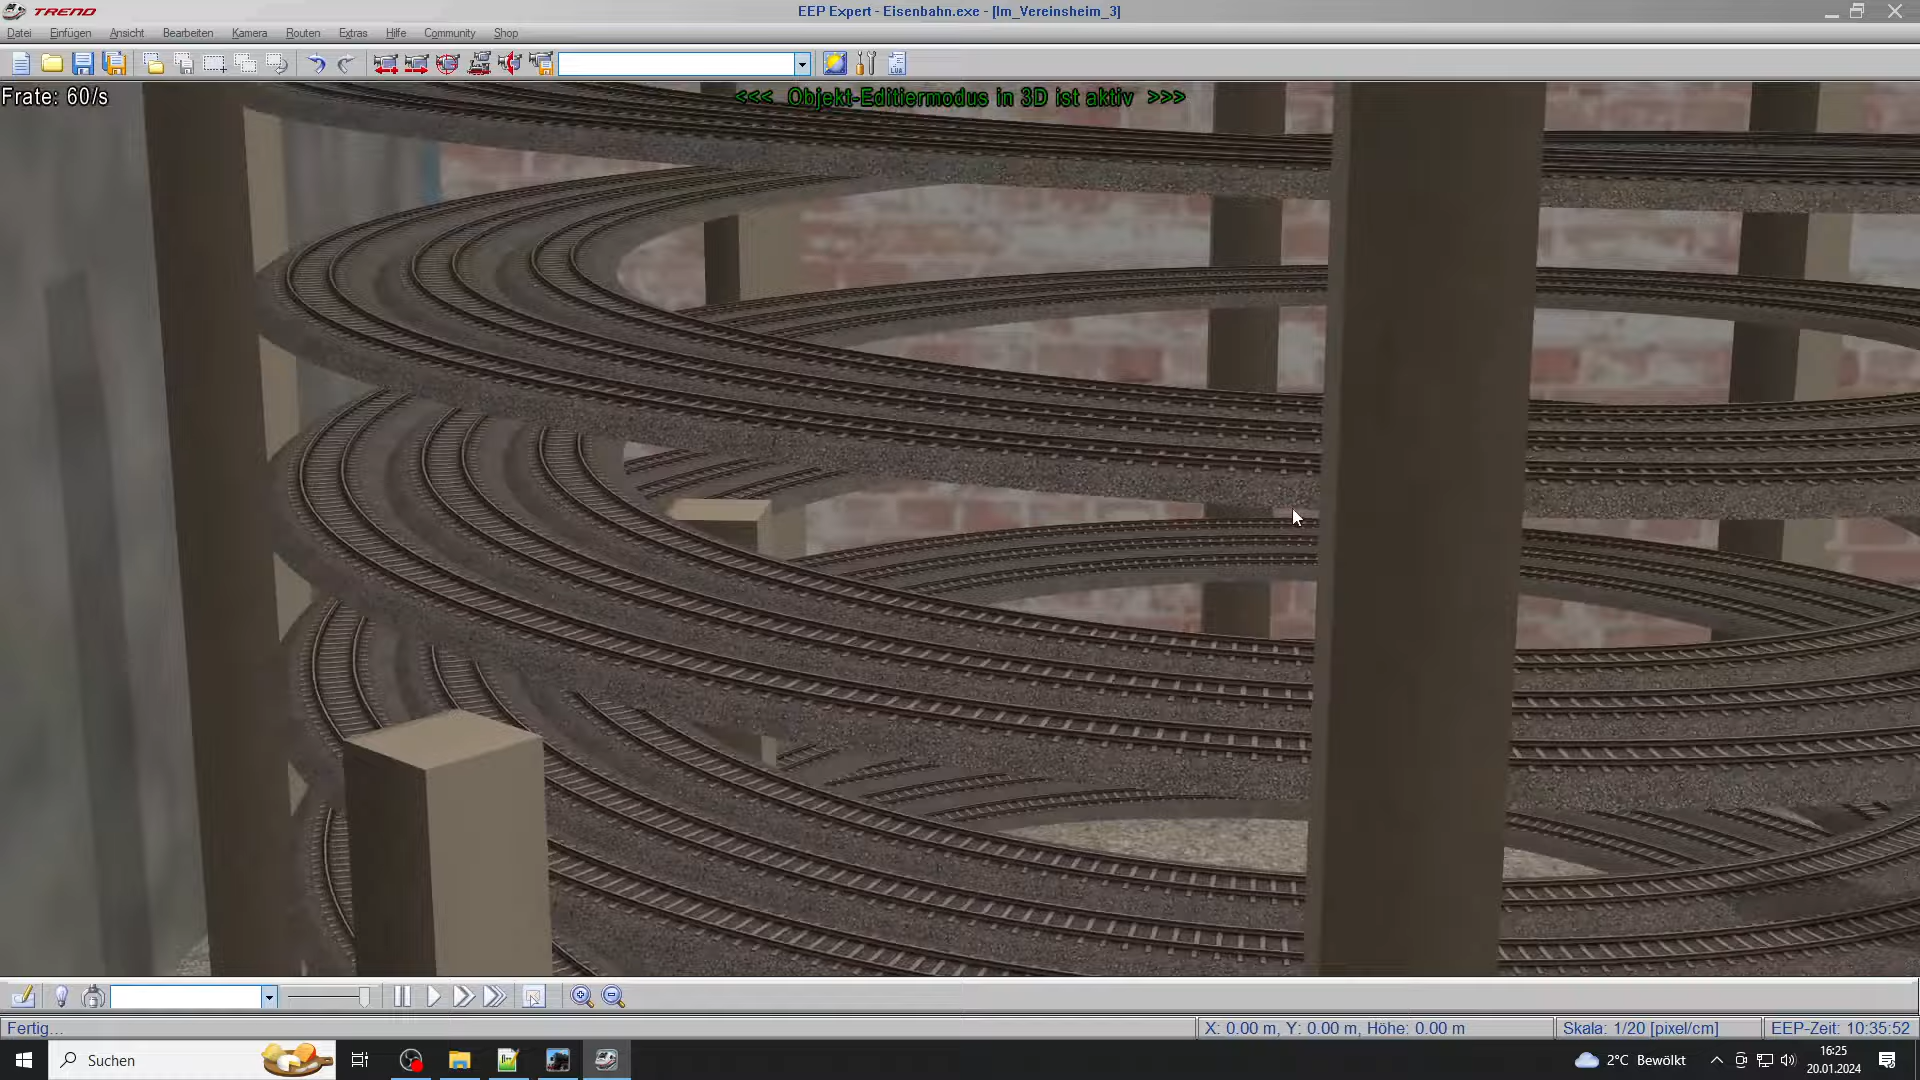 TREND
EEP Expert - Eisenbahn.exe - [Im_Vereinsheim_3]
Datei Einfügen Ansicht Bearbeiten Kamera Routen Extras Hilfe Community Shop
LUA
Frate: 60/s
<<< Objekt-Editiermodus in 3D ist aktiv >>>
Fertig...
X: 0.00 m, Y: 0.00 m, Höhe: 0.00 m
Skala: 1/20 [pixel/cm]
EEP-Zeit: 10:35:52
Suchen
2°C Bewölkt
16:25
20.01.2024